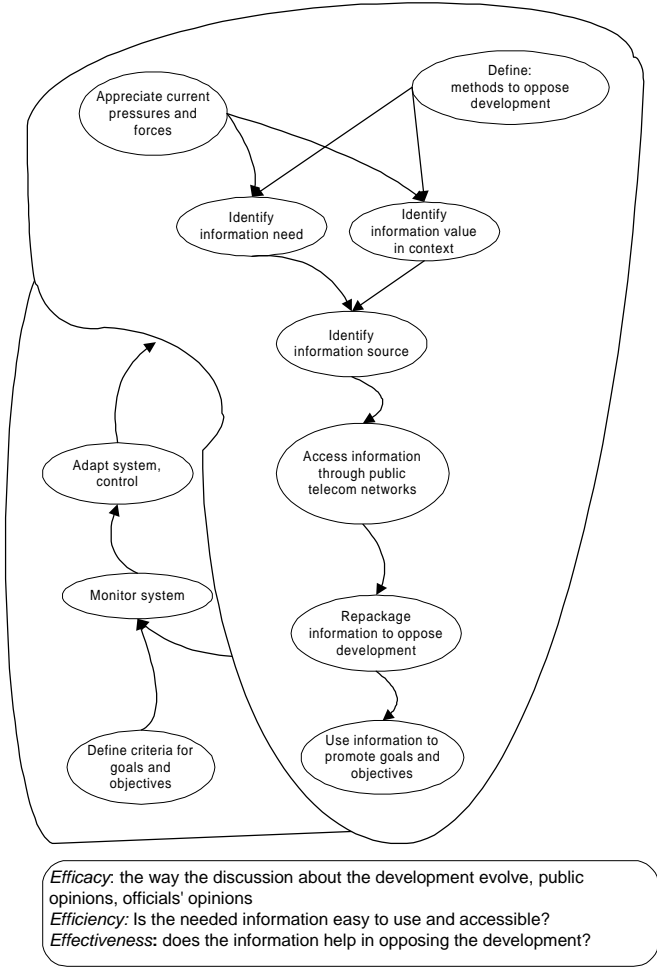 Appreciate current
pressures and
forces
Define:
methods to oppose
development
Identify
information need
Identify
information value
in context
Identify
information source
Access information
through public
telecom networks
Adapt system,
control
Monitor system
Repackage
information to oppose
development
Define criteria for
goals and
objectives
Use information to
promote goals and
objectives
Efficacy: the way the discussion about the development evolve, public
opinions, officials' opinions
Efficiency: Is the needed information easy to use and accessible?
Effectiveness: does the information help in opposing the development?